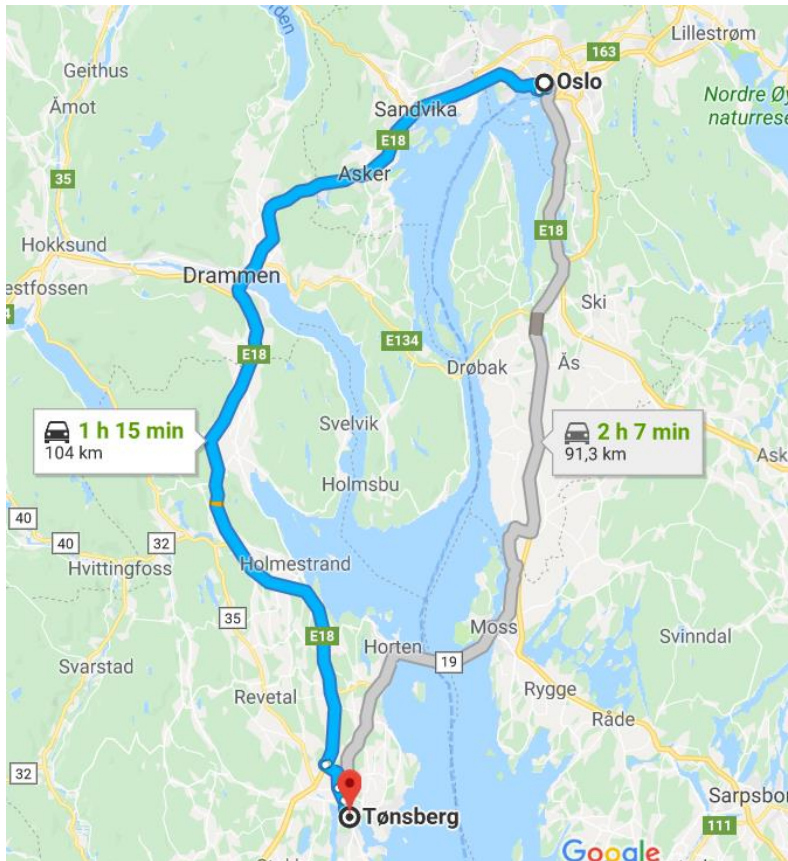 Lillestrøm
163
Geithus
Oslo
Åmot
Sandvika
Nordre Øy
naturrese
E18
35
Asker
E18
Hokksund
Drammen
estfossen
Ski
E18
E134
Drøbak
Ås
1 h 15 min
104 km
Svelvik
2 h 7 min
91,3 km
Ask
Holmsbu
40
40
32
Hvittingfoss
Holmestrand
35
E18
Moss
Svinndal
Horten
19
Svarstad
Revetal
Rygge
Råde
32
Sarpsbor
Tønsberg
111
Google